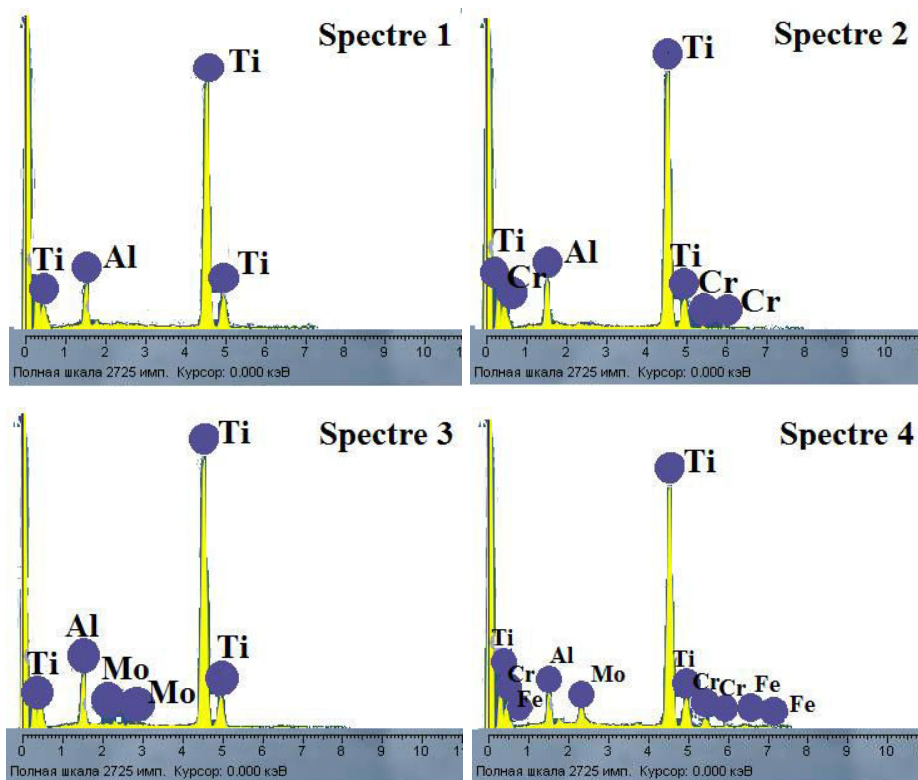 Spectre 1
Ti
Ti
Al
Ti
0 1 2 3 4 5 6 7 8 9 10 1
Полная шкала 2725 имп. Курсор: 0.000 кэВ
Spectre 2
Ti
Ti
Cr
Al
Ti
Cr
Cr
0 1 2 3 4 5 6 7 8 9 10
Полная шкала 2725 имп. Курсор: 0.000 кэВ
Spectre 3
Ti
Al
Ti
Mo
Mo
Ti
0 1 2 3 4 5 6 7 8 9 10 11
Полная шкала 2725 имп. Курсор: 0.000 кэВ
Spectre 4
Ti
Ti
Cr
Fe
Al
Mo
Ti
Cr
Cr
Fe
Fe
0 1 2 3 4 5 6 7 8 9 10
Полная шкала 2725 имп. Курсор: 0.000 кэВ